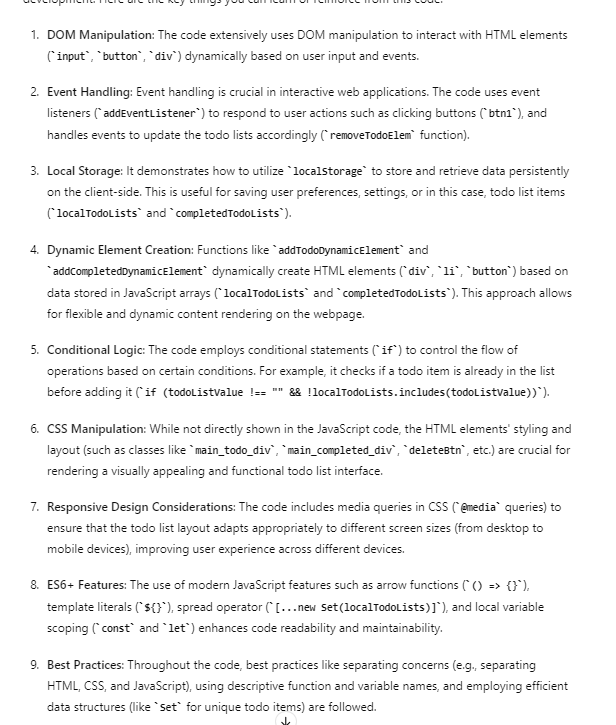 development. Here are the key things you can learn or reinforce from this code:
1. DOM Manipulation: The code extensively uses DOM manipulation to interact with HTML elements
(`input`, `button`, `div`) dynamically based on user input and events.
2. Event Handling: Event handling is crucial in interactive web applications. The code uses event
listeners (`addEventListener`) to respond to user actions such as clicking buttons (`btn1`), and
handles events to update the todo lists accordingly (`removeTodoElem` function).
3. Local Storage: It demonstrates how to utilize `localStorage` to store and retrieve data persistently
on the client-side. This is useful for saving user preferences, settings, or in this case, todo list items
(`localTodoLists` and `completedTodoLists`).
4. Dynamic Element Creation: Functions like `addTodoDynamicElement` and
`addCompletedDynamicElement` dynamically create HTML elements (`div`, `li`, `button`) based on
data stored in JavaScript arrays (`localTodoLists` and `completedTodoLists`). This approach allows
for flexible and dynamic content rendering on the webpage.
5. Conditional Logic: The code employs conditional statements (`if`) to control the flow of
operations based on certain conditions. For example, it checks if a todo item is already in the list
before adding it (`if (todoListValue !== "" && !localTodoLists.includes(todoListValue))`).
6. CSS Manipulation: While not directly shown in the JavaScript code, the HTML elements' styling and
layout (such as classes like `main_todo_div`, `main_completed_div`, `deleteBtn`, etc.) are crucial for
rendering a visually appealing and functional todo list interface.
7. Responsive Design Considerations: The code includes media queries in CSS (`@media` queries) to
ensure that the todo list layout adapts appropriately to different screen sizes (from desktop to
mobile devices), improving user experience across different devices.
8. ES6+ Features: The use of modern JavaScript features such as arrow functions (`() => {}`),
template literals (`${}`), spread operator (`[...new Set(localTodoLists)]`), and local variable
scoping (`const` and `let`) enhances code readability and maintainability.
9. Best Practices: Throughout the code, best practices like separating concerns (e.g., separating
HTML, CSS, and JavaScript), using descriptive function and variable names, and employing efficient
data structures (like `Set` for unique todo items) are followed.